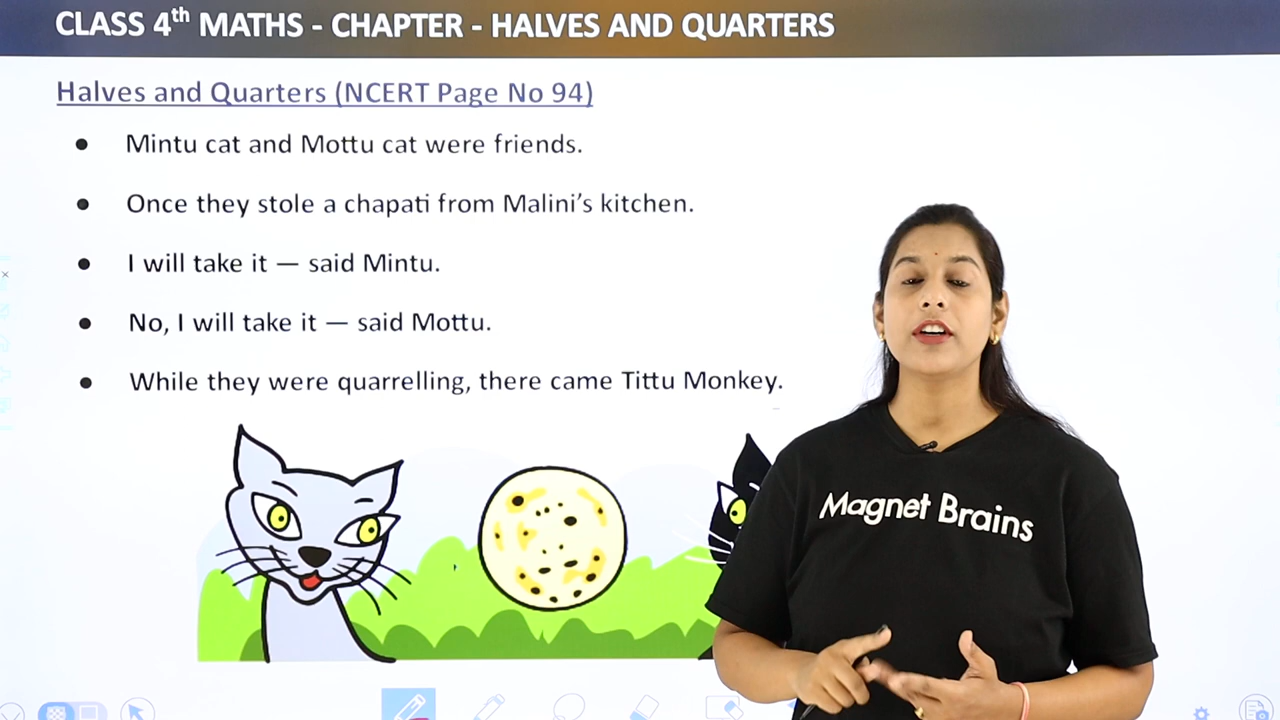 CLASS 4th MATHS - CHAPTER - HALVES AND QUARTERS
Halves and Quarters (NCERT Page No 94)
● Mintu cat and Mottu cat were friends.
● Once they stole a chapati from Malini’s kitchen.
● I will take it — said Mintu.
● No, I will take it — said Mottu.
● While they were quarrelling, there came Tittu Monkey.
Magnet Brains